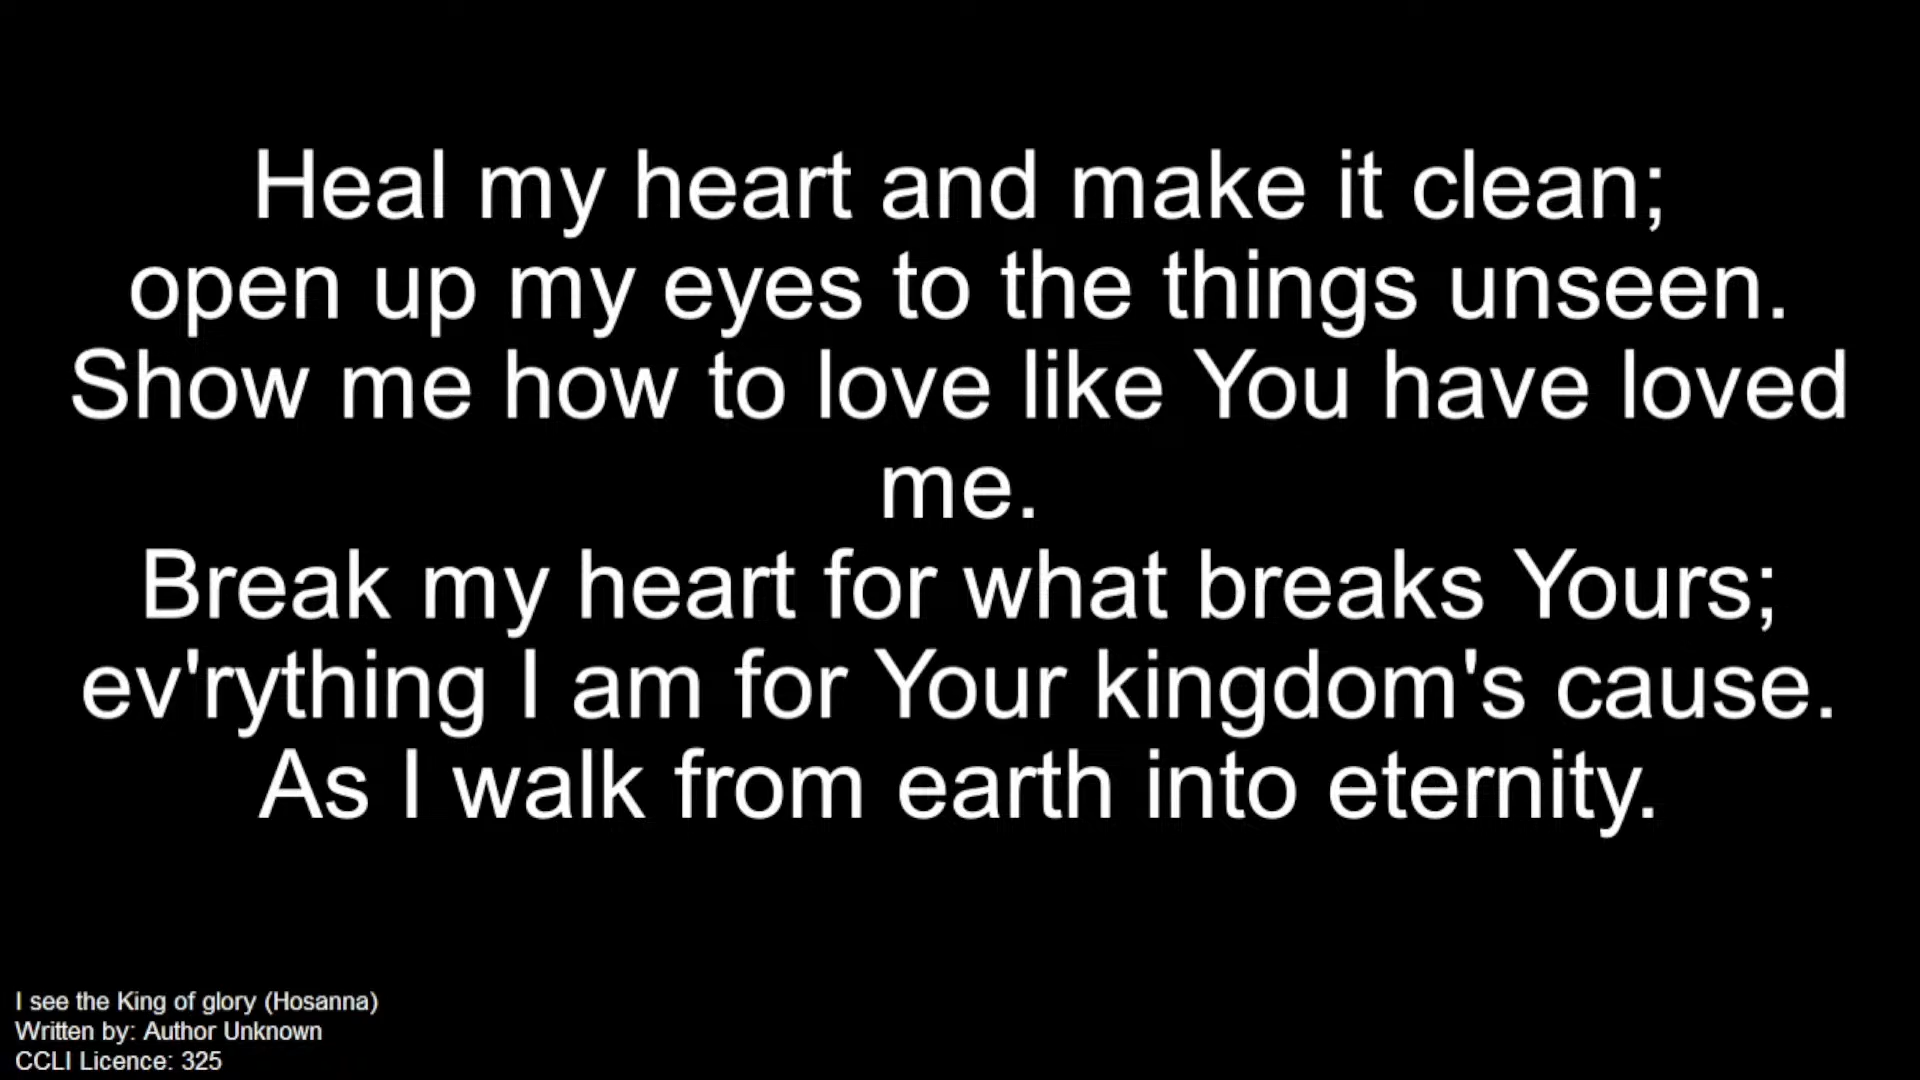 Heal my heart and make it clean;
open up my eyes to the things unseen.
Show me how to love like You have loved
me.
Break my heart for what breaks Yours;
ev'rything I am for Your kingdom's cause.
As I walk from earth into eternity.
I see the King of glory (Hosanna)
Written by: Author Unknown
CCLI Licence: 325